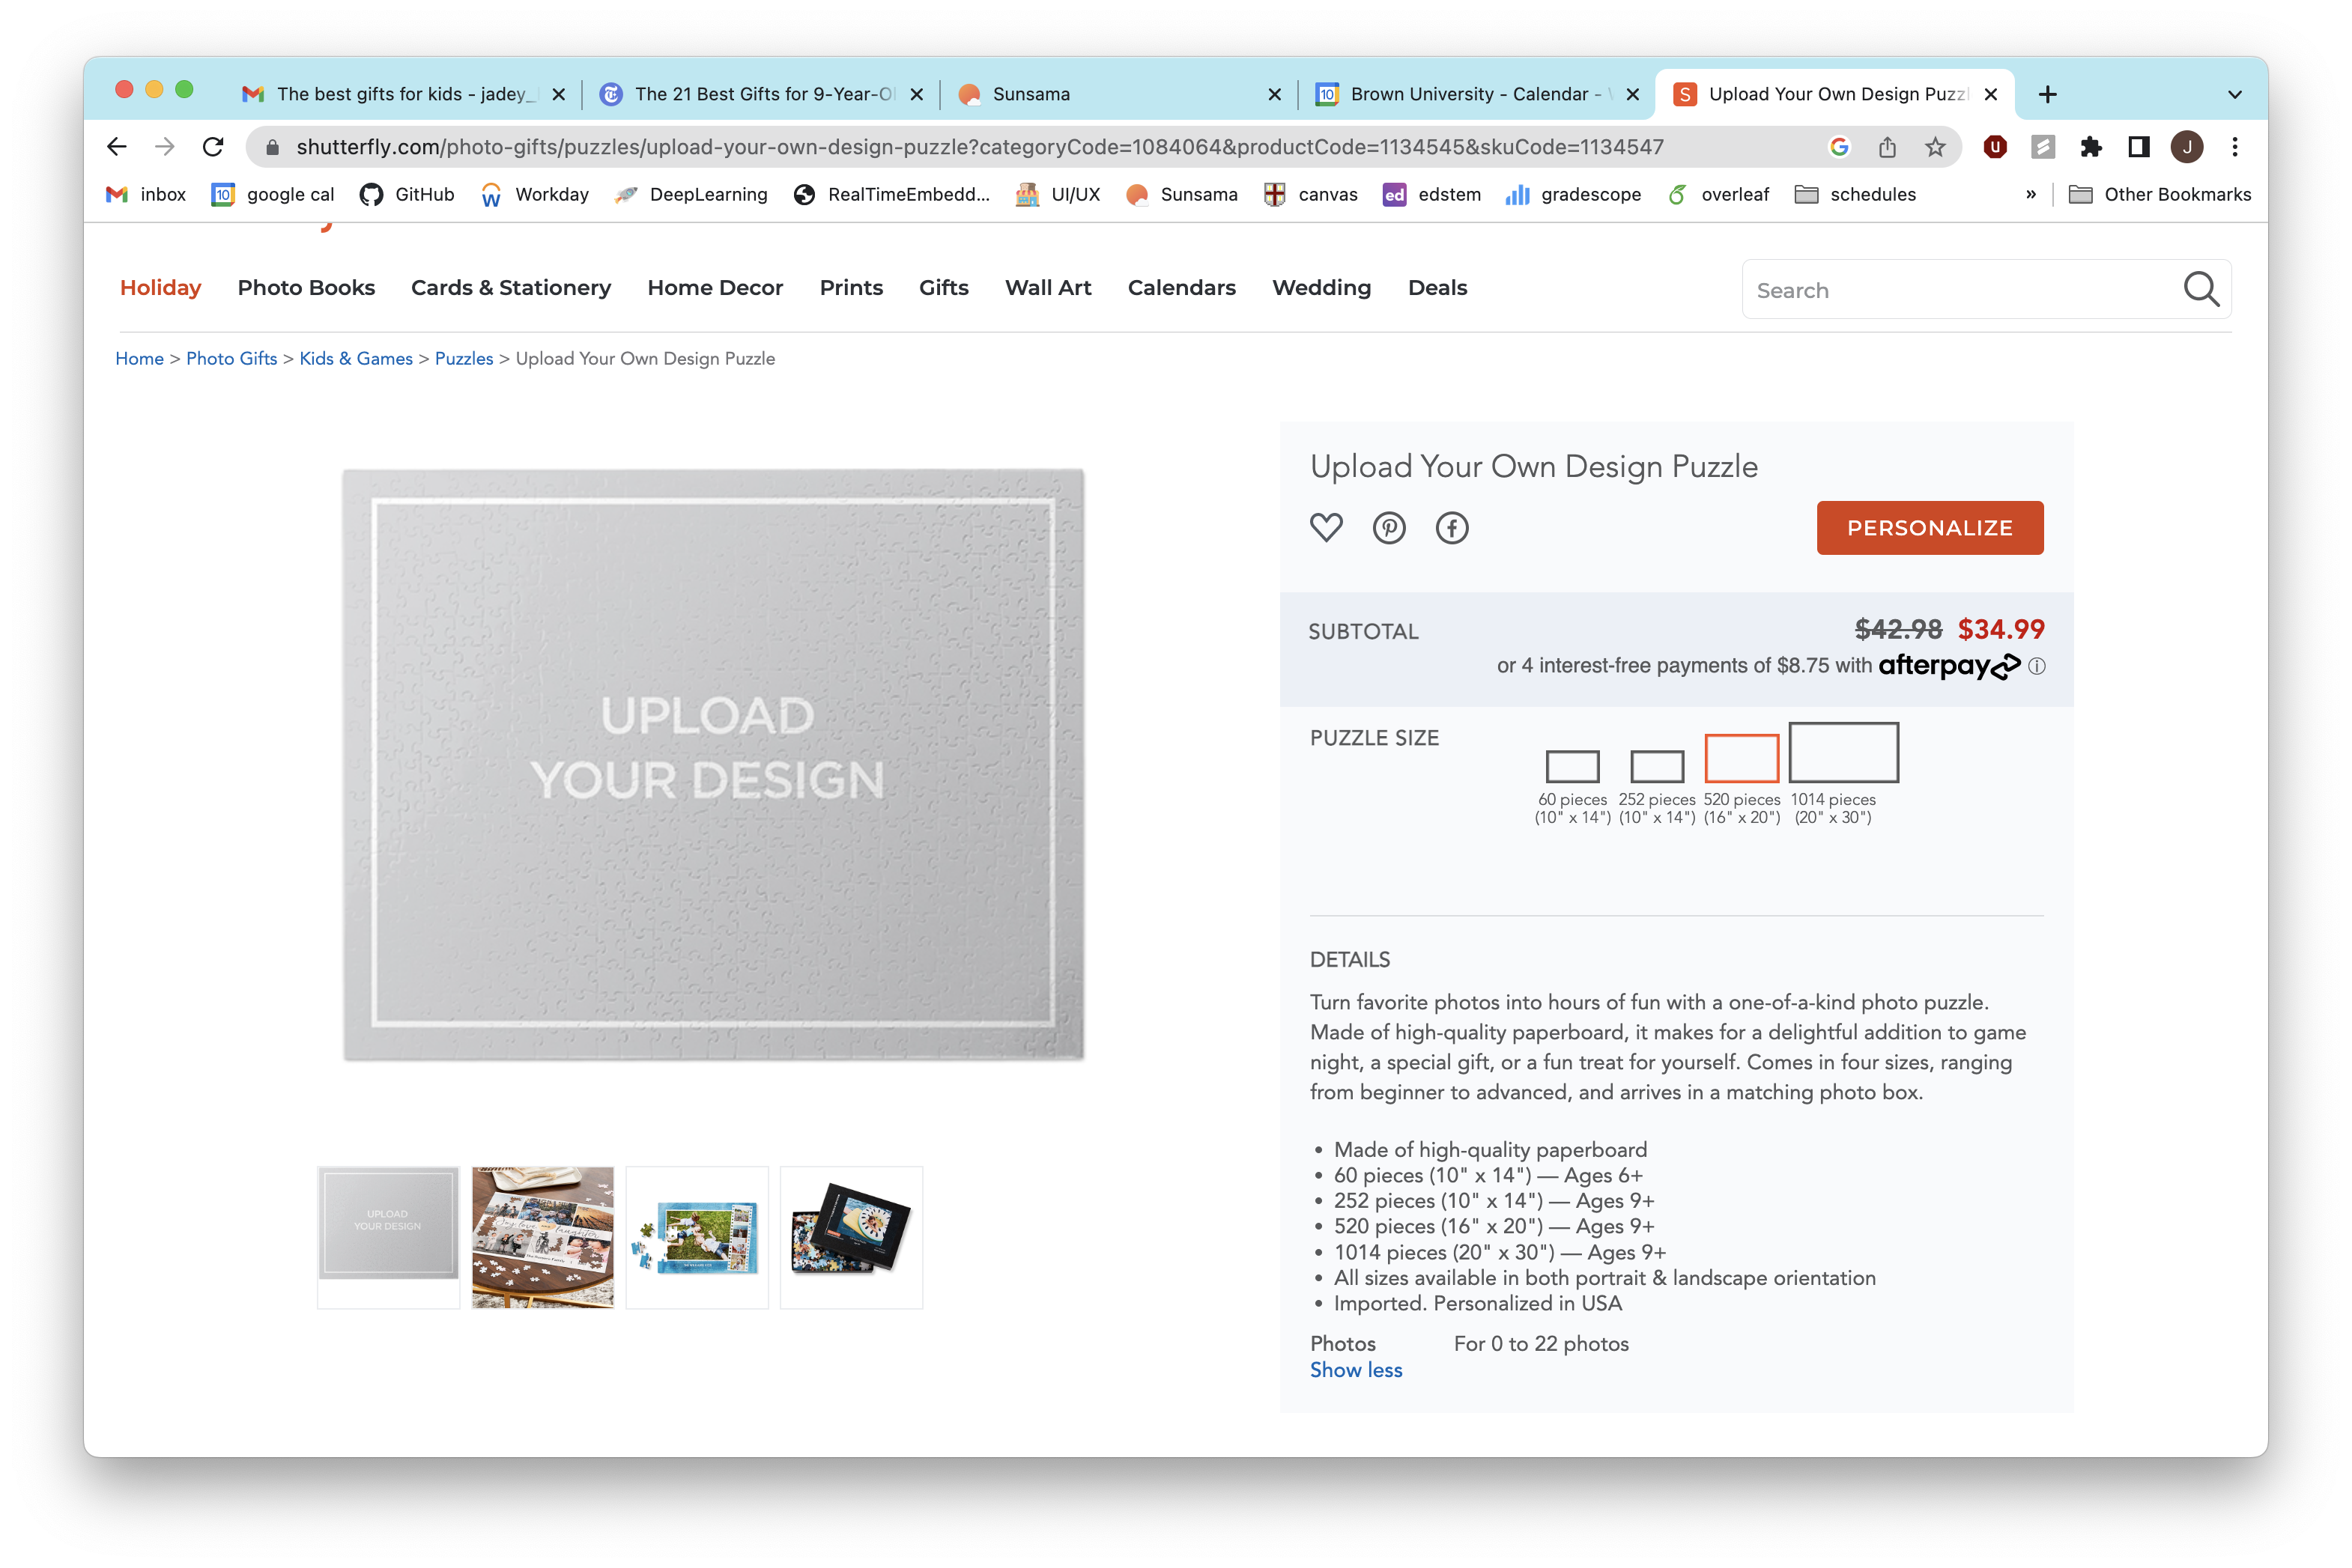 The best gifts for kids - jadey_
The 21 Best Gifts for 9-Year-Ol
Sunsama
Brown University - Calendar -
Upload Your Own Design Puzzl
shutterfly.com/photo-gifts/puzzles/upload-your-own-design-puzzle?categoryCode=1084064&productCode=1134545&skuCode=1134547
J
inbox
google cal
GitHub
Workday
DeepLearning
RealTimeEmbedd...
UI/UX
Sunsama
canvas
ed
edstem
gradescope
overleaf
schedules
»
Other Bookmarks
Holiday
Photo Books
Cards & Stationery
Home Decor
Prints
Gifts
Wall Art
Calendars
Wedding
Deals
Search
Home > Photo Gifts > Kids & Games > Puzzles > Upload Your Own Design Puzzle
UPLOAD
YOUR DESIGN
UPLOAD
YOUR DESIGN
Upload Your Own Design Puzzle
PERSONALIZE
SUBTOTAL
$42.98 $34.99
or 4 interest-free payments of $8.75 with afterpay
PUZZLE SIZE
60 pieces
(10" x 14")
252 pieces
(10" x 14")
520 pieces
(16" x 20")
1014 pieces
(20" x 30")
DETAILS
Turn favorite photos into hours of fun with a one-of-a-kind photo puzzle.
Made of high-quality paperboard, it makes for a delightful addition to game
night, a special gift, or a fun treat for yourself. Comes in four sizes, ranging
from beginner to advanced, and arrives in a matching photo box.
• Made of high-quality paperboard
• 60 pieces (10" x 14") — Ages 6+
• 252 pieces (10" x 14") — Ages 9+
• 520 pieces (16" x 20") — Ages 9+
• 1014 pieces (20" x 30") — Ages 9+
• All sizes available in both portrait & landscape orientation
• Imported. Personalized in USA
Photos For 0 to 22 photos
Show less